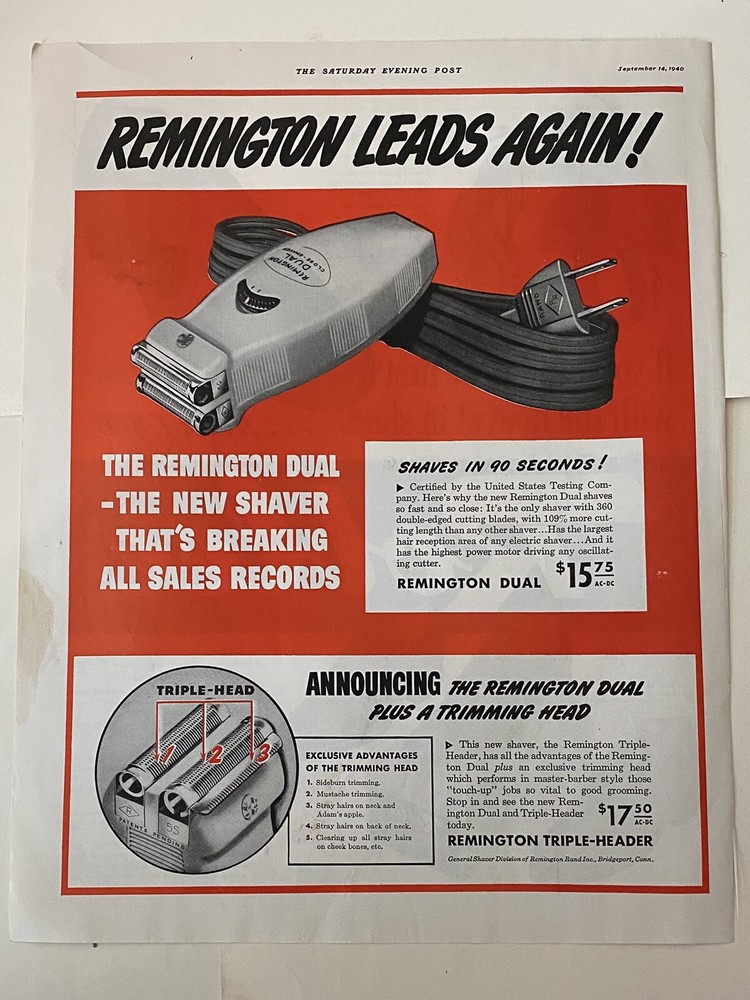 THE SATURDAY EVENING POST
September 14, 1940
REMINGTON LEADS AGAIN!
REMINGTON
DUAL
CLOSE-SHAVER
RAND
THE REMINGTON DUAL
-THE NEW SHAVER
THAT'S BREAKING
ALL SALES RECORDS
SHAVES IN 90 SECONDS!
▶ Certified by the United States Testing Com-
pany. Here's why the new Remington Dual shaves
so fast and so close: It's the only shaver with 360
double-edged cutting blades, with 109% more cut-
ting length than any other shaver...Has the largest
hair reception area of any electric shaver...And it
has the highest power motor driving any oscillat-
ing cutter.
REMINGTON DUAL $15 75 AC-DC
TRIPLE-HEAD
1 2 3
R
5S
PATENTS PENDING
ANNOUNCING THE REMINGTON DUAL
PLUS A TRIMMING HEAD
EXCLUSIVE ADVANTAGES
OF THE TRIMMING HEAD
1. Sideburn trimming.
2. Mustache trimming.
3. Stray hairs on neck and
Adam's apple.
4. Stray hairs on back of neck.
5. Clearing up all stray hairs
on cheek bones, etc.
▶ This new shaver, the Remington Triple-
Header, has all the advantages of the Reming-
ton Dual plus an exclusive trimming head
which performs in master-barber style those
"touch-up" jobs so vital to good grooming.
Stop in and see the new Rem-
ington Dual and Triple-Header
today.
$17 50 AC-DC
REMINGTON TRIPLE-HEADER
General Shaver Division of Remington Rand Inc., Bridgeport, Conn.